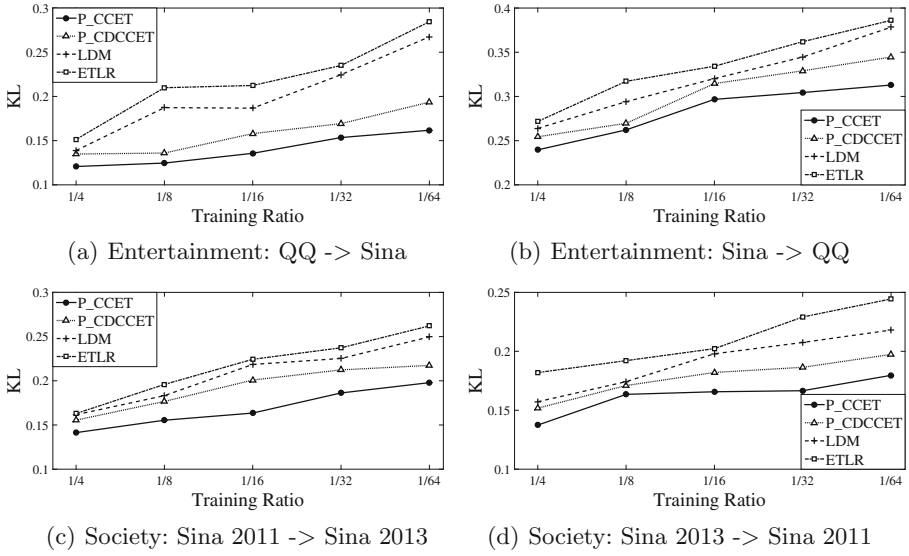 0.3
0.25
0.2
0.15
0.1
KL
P_CCET
P_CDCCET
LDM
ETLR
1/4 1/8 1/16 1/32 1/64
Training Ratio
(a) Entertainment: QQ -> Sina
0.4
0.35
0.3
0.25
0.2
KL
P_CCET
P_CDCCET
LDM
ETLR
1/4 1/8 1/16 1/32 1/64
Training Ratio
(b) Entertainment: Sina -> QQ
0.3
0.25
0.2
0.15
0.1
KL
P_CCET
P_CDCCET
LDM
ETLR
1/4 1/8 1/16 1/32 1/64
Training Ratio
(c) Society: Sina 2011 -> Sina 2013
0.25
0.2
0.15
0.1
KL
P_CCET
P_CDCCET
LDM
ETLR
1/4 1/8 1/16 1/32 1/64
Training Ratio
(d) Society: Sina 2013 -> Sina 2011